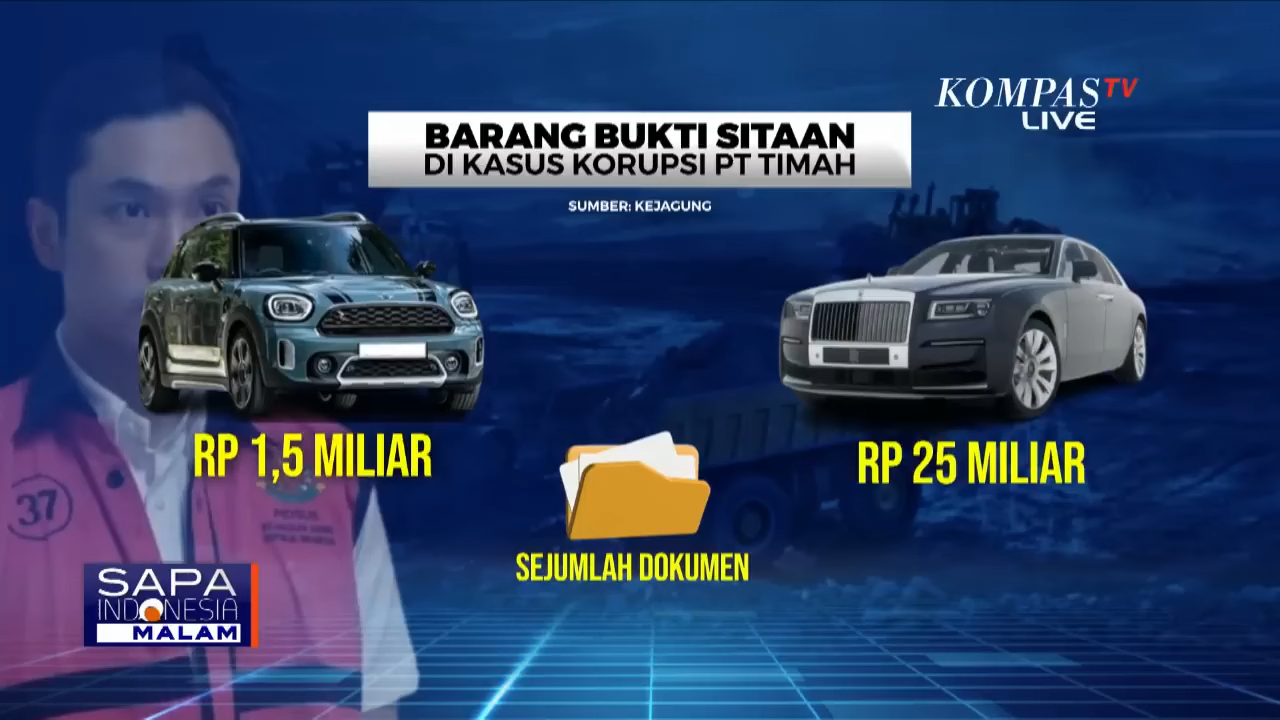 KOMPAS TV
LIVE
BARANG BUKTI SITAAN
DI KASUS KORUPSI PT TIMAH
SUMBER: KEJAGUNG
RP 1,5 MILIAR
RP 25 MILIAR
SEJUMLAH DOKUMEN
37
SAPA
INDONESIA
MALAM